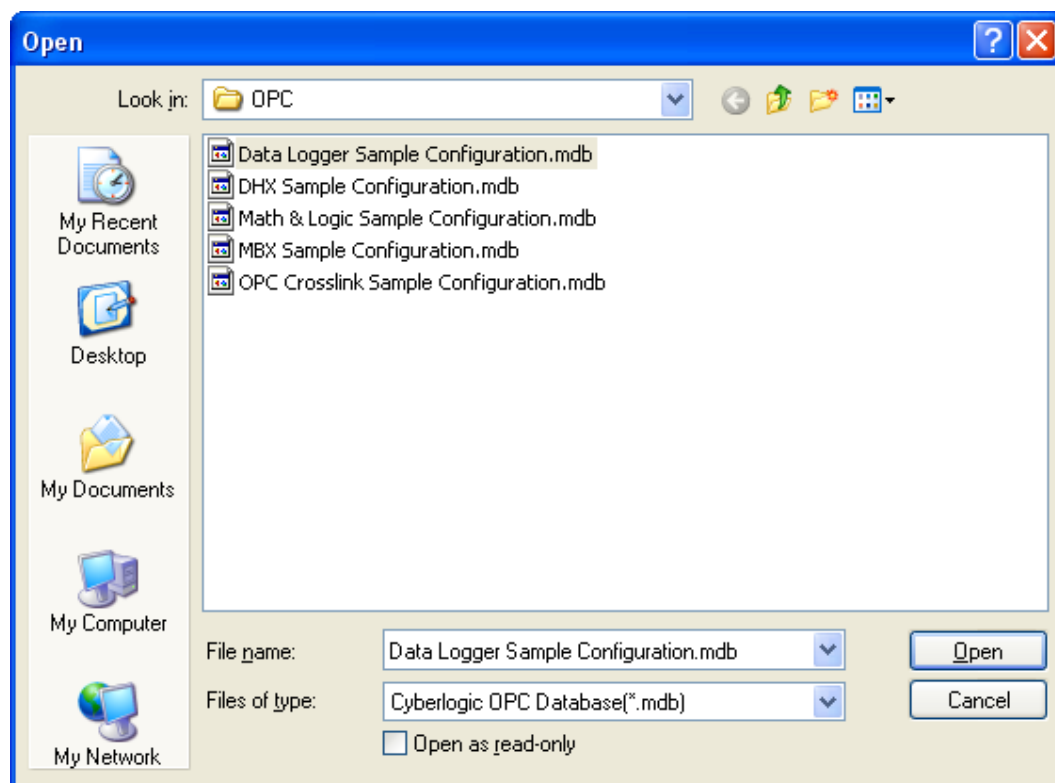 Open
Look in: OPC
Data Logger Sample Configuration.mdb
DHX Sample Configuration.mdb
Math & Logic Sample Configuration.mdb
MBX Sample Configuration.mdb
OPC Crosslink Sample Configuration.mdb
My Recent
Documents
Desktop
My Documents
My Computer
My Network
File name: Data Logger Sample Configuration.mdb Open
Files of type: Cyberlogic OPC Database(*.mdb) Cancel
Open as read-only